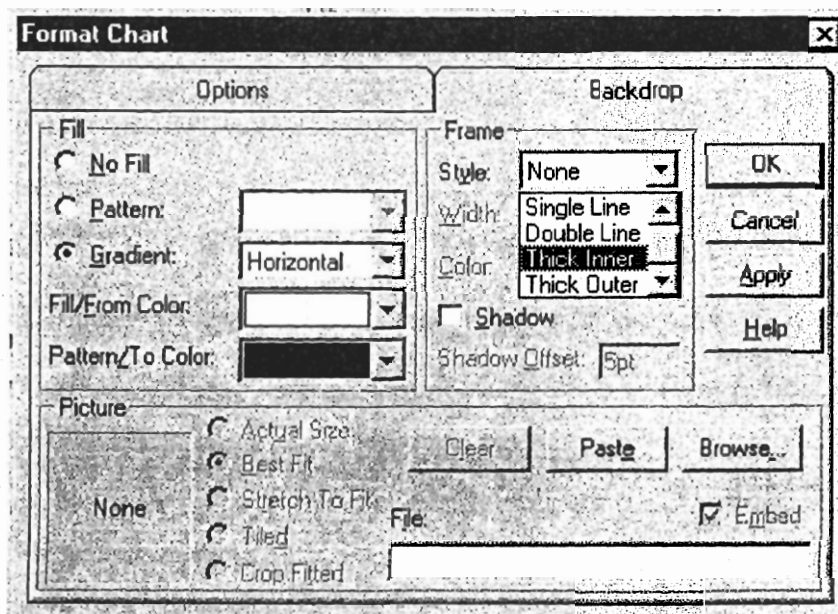 Format Chart
Options
Backdrop
Fill
No Fill
Pattern:
Gradient: Horizontal
Fill/From Color:
Pattern/To Color:
Frame
Style: None
Single Line
Double Line
Thick Inner
Thick Outer
Width:
Color:
Shadow
Shadow Offset: 5pt
OK
Cancel
Apply
Help
Picture
None
Actual Size
Best Fit
Stretch To Fit
Tiled
Crop Fitted
Clear
Paste
Browse...
File:
Embed